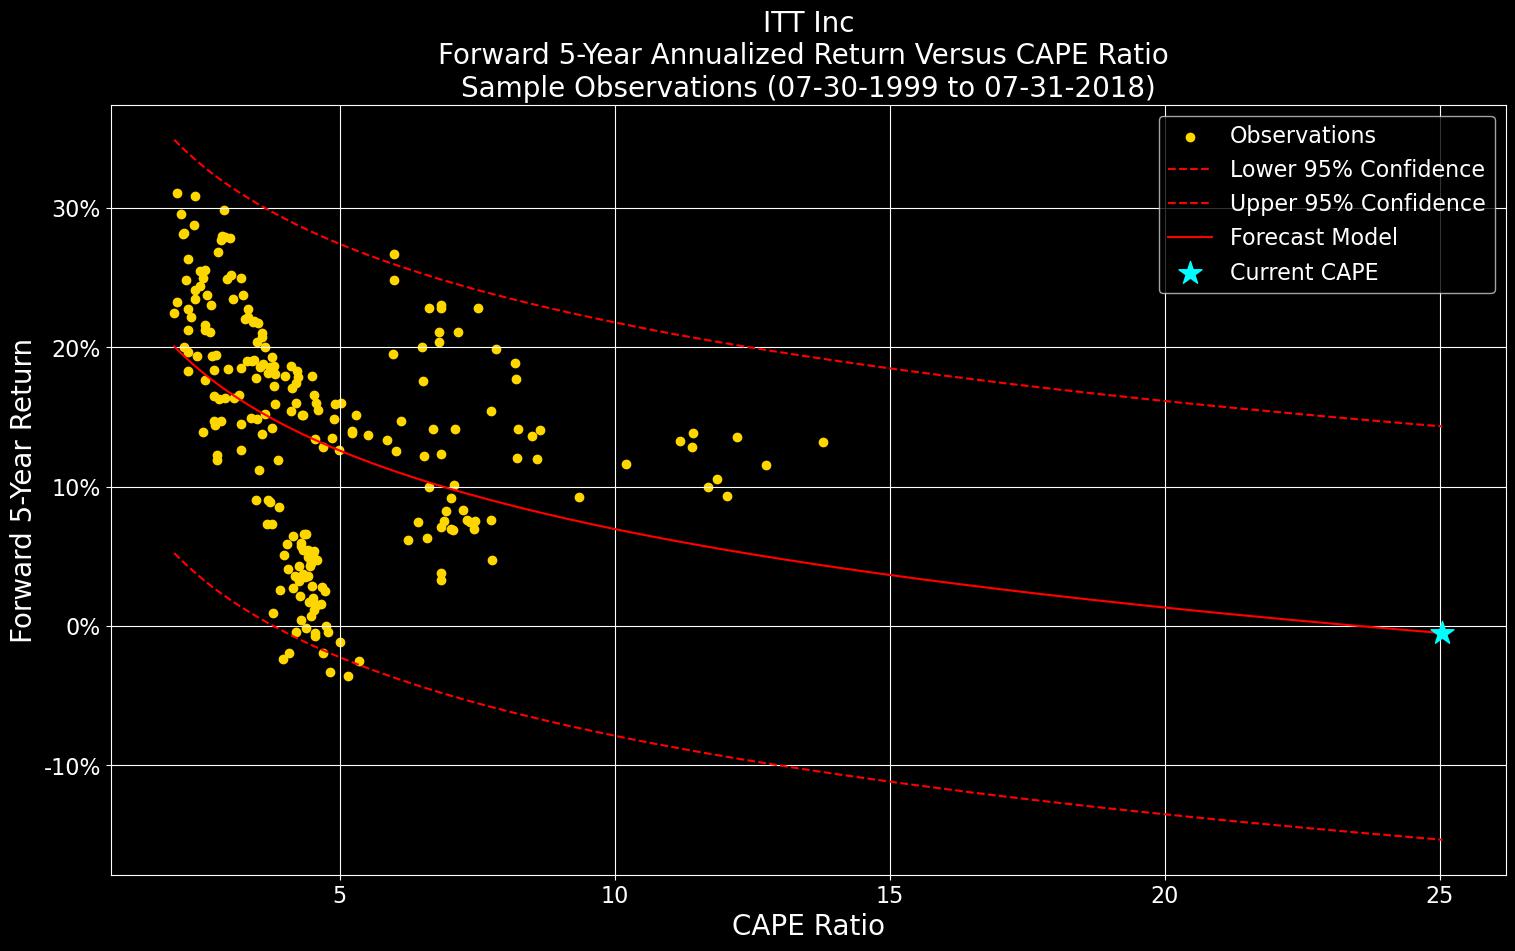 ITT Inc
Forward 5-Year Annualized Return Versus CAPE Ratio
Sample Observations (07-30-1999 to 07-31-2018)
Observations
Lower 95% Confidence
Upper 95% Confidence
Forecast Model
Current CAPE
Forward 5-Year Return
30%
20%
10%
0%
-10%
5
10
15
20
25
CAPE Ratio